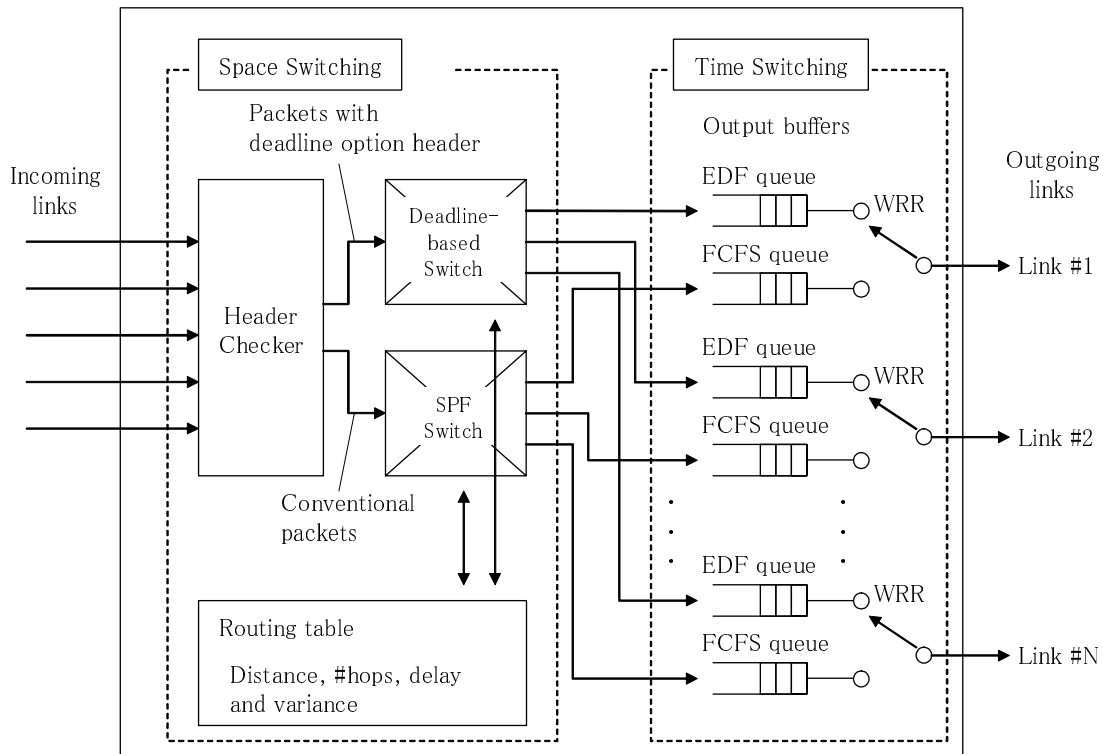 Space Switching
Time Switching
Packets with
deadline option header
Output buffers
Incoming
links
Outgoing
links
EDF queue
WRR
Deadline-
based
Switch
FCFS queue
Link #1
Header
Checker
EDF queue
WRR
SPF
Switch
FCFS queue
Link #2
Conventional
packets
EDF queue
WRR
Routing table
FCFS queue
Link #N
Distance, #hops, delay
and variance